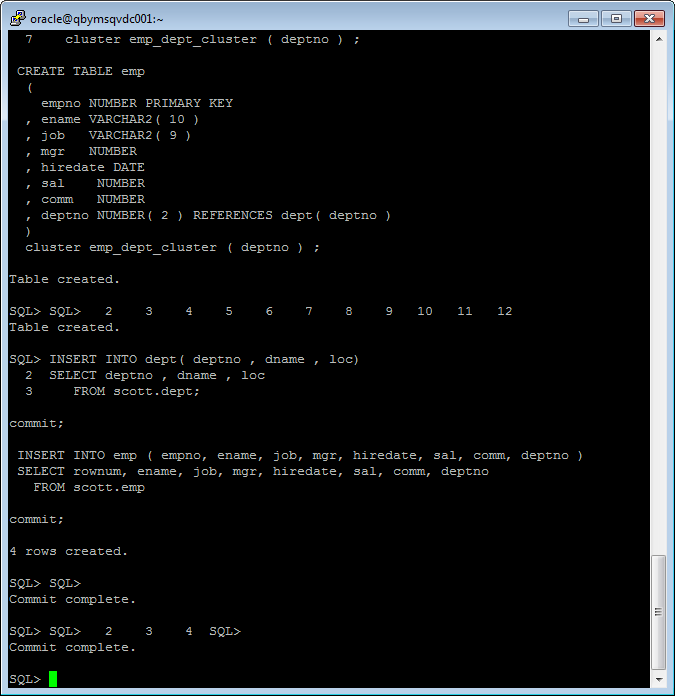 oracle@qbymsqvdc001:~
7 cluster emp_dept_cluster ( deptno ) ;
CREATE TABLE emp
(
empno NUMBER PRIMARY KEY
, ename VARCHAR2( 10 )
, job VARCHAR2( 9 )
, mgr NUMBER
, hiredate DATE
, sal NUMBER
, comm NUMBER
, deptno NUMBER( 2 ) REFERENCES dept( deptno )
)
cluster emp_dept_cluster ( deptno ) ;
Table created.
SQL> SQL> 2 3 4 5 6 7 8 9 10 11 12
Table created.
SQL> INSERT INTO dept( deptno , dname , loc)
2 SELECT deptno , dname , loc
3 FROM scott.dept;
commit;
INSERT INTO emp ( empno, ename, job, mgr, hiredate, sal, comm, deptno )
SELECT rownum, ename, job, mgr, hiredate, sal, comm, deptno
FROM scott.emp
commit;
4 rows created.
SQL> SQL>
Commit complete.
SQL> SQL> 2 3 4 SQL>
Commit complete.
SQL>